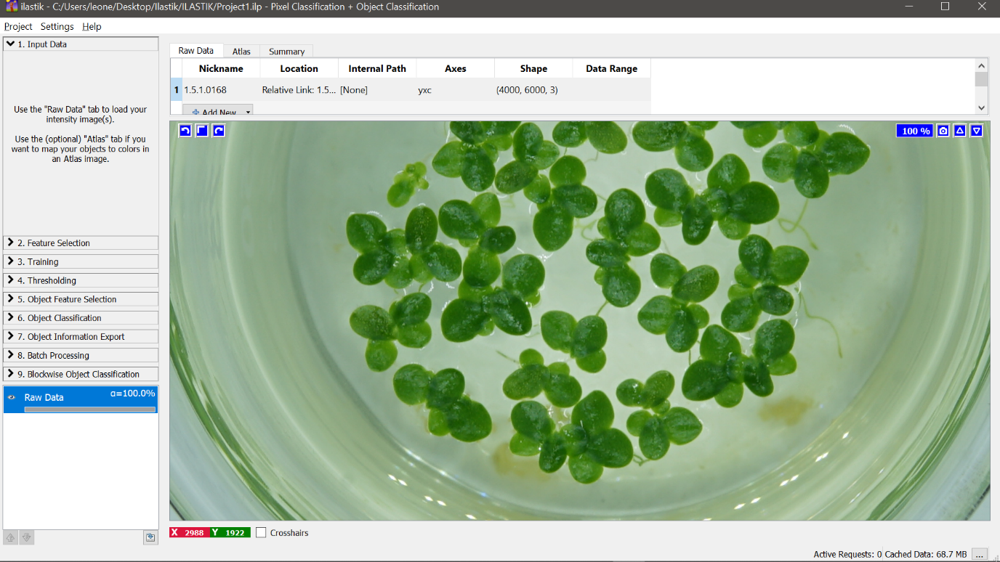 ilastik - C:/Users/leone/Desktop/Ilastik/ILASTIK/Project1.ilp - Pixel Classification + Object Classification
Project Settings Help
1. Input Data
Use the "Raw Data" tab to load your
intensity image(s).
Use the (optional) "Atlas" tab if you
want to map your objects to colors in
an Atlas image.
2. Feature Selection
3. Training
4. Thresholding
5. Object Feature Selection
6. Object Classification
7. Object Information Export
8. Batch Processing
9. Blockwise Object Classification
Raw Data α=100.0%
Raw Data Atlas Summary
Nickname Location Internal Path Axes Shape Data Range
1 1.5.1.0168 Relative Link: 1.5... [None] yxc (4000, 6000, 3)
Add New
100 %
X 2988 Y 1922 Crosshairs
Active Requests: 0 Cached Data: 68.7 MB ...